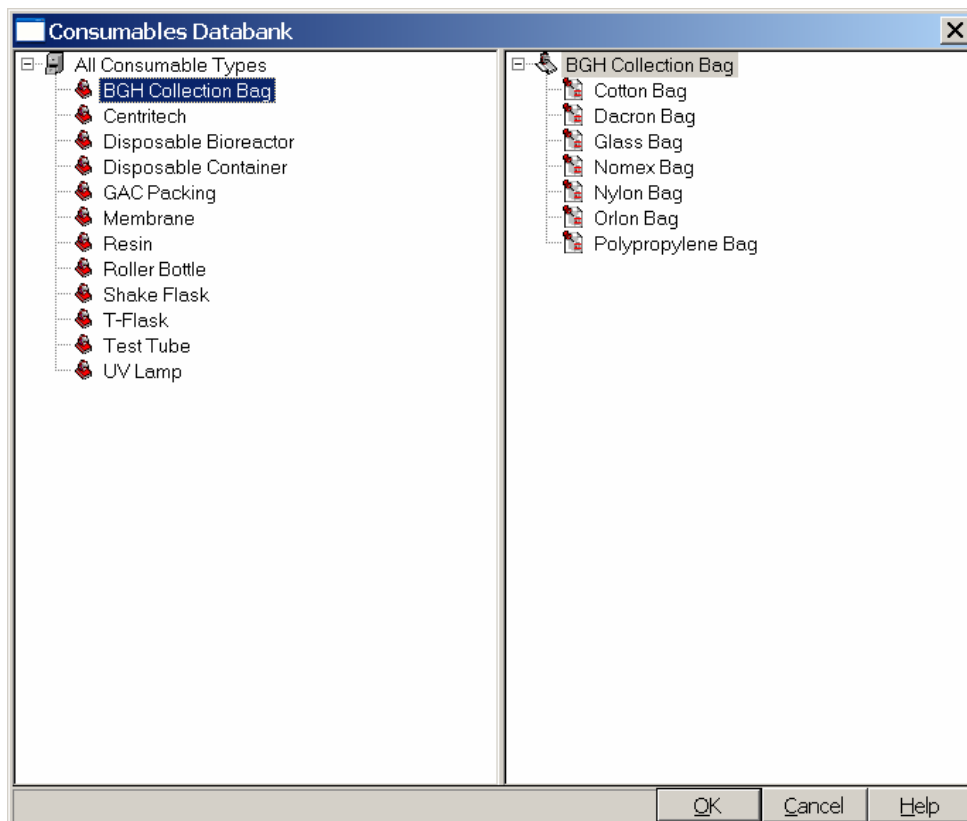 Consumables Databank
All Consumable Types
BGH Collection Bag
Centritech
Disposable Bioreactor
Disposable Container
GAC Packing
Membrane
Resin
Roller Bottle
Shake Flask
T-Flask
Test Tube
UV Lamp
BGH Collection Bag
Cotton Bag
Dacron Bag
Glass Bag
Nomex Bag
Nylon Bag
Orlon Bag
Polypropylene Bag
OK Cancel Help